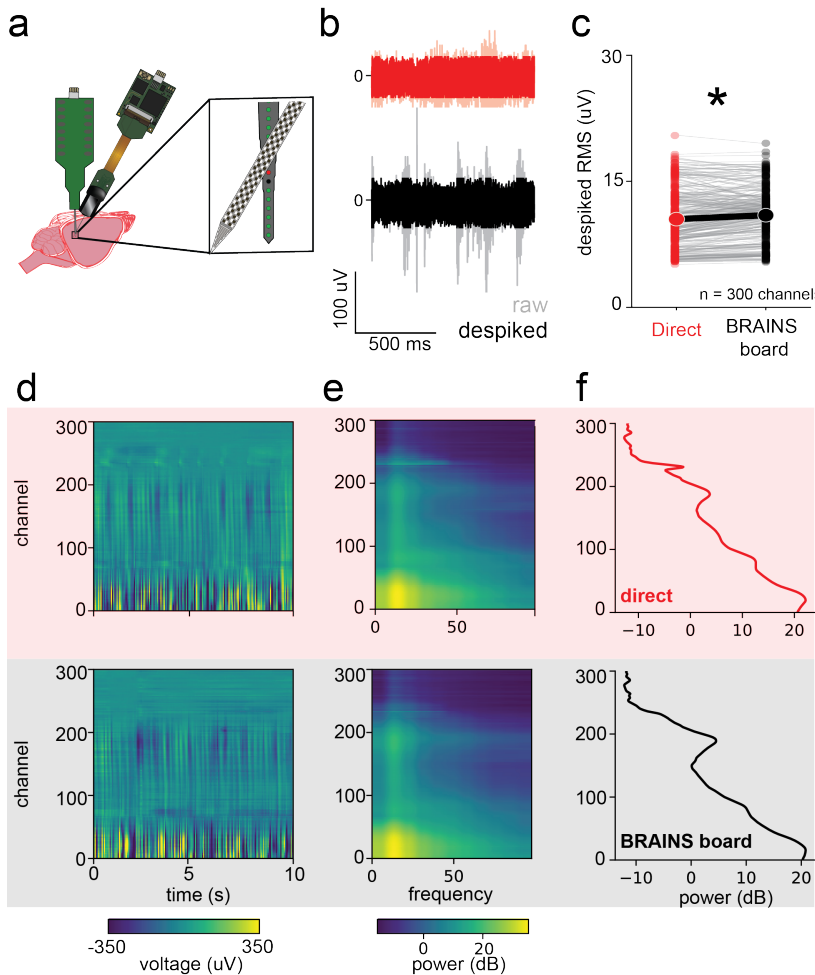 a
b
c
0
0
100 uV
500 ms
raw
despiked
30
15
0
despiked RMS (uV)
*
n = 300 channels
Direct
BRAINS
board
d
e
f
300
200
100
0
channel
300
200
100
0
0
50
300
200
100
0
direct
−10
0
10
20
300
200
100
0
channel
0
5
10
time (s)
300
200
100
0
0
50
frequency
300
200
100
0
BRAINS board
−10
0
10
20
power (dB)
-350
350
voltage (uV)
0
20
power (dB)